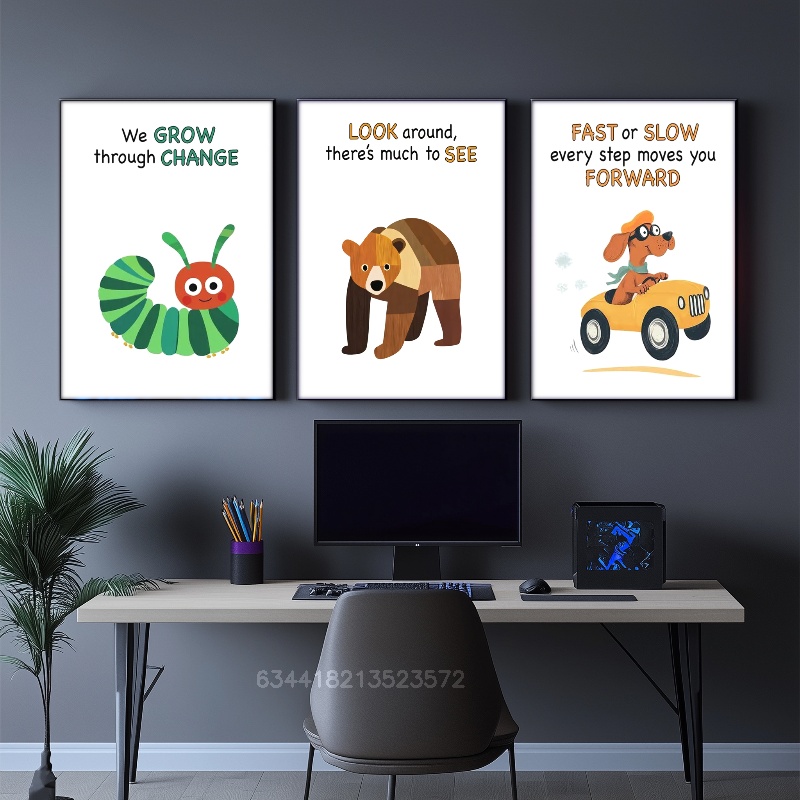 We GROW
through CHANGE
LOOK around,
there's much to SEE
FAST or SLOW
every step moves you
FORWARD
634418213523572